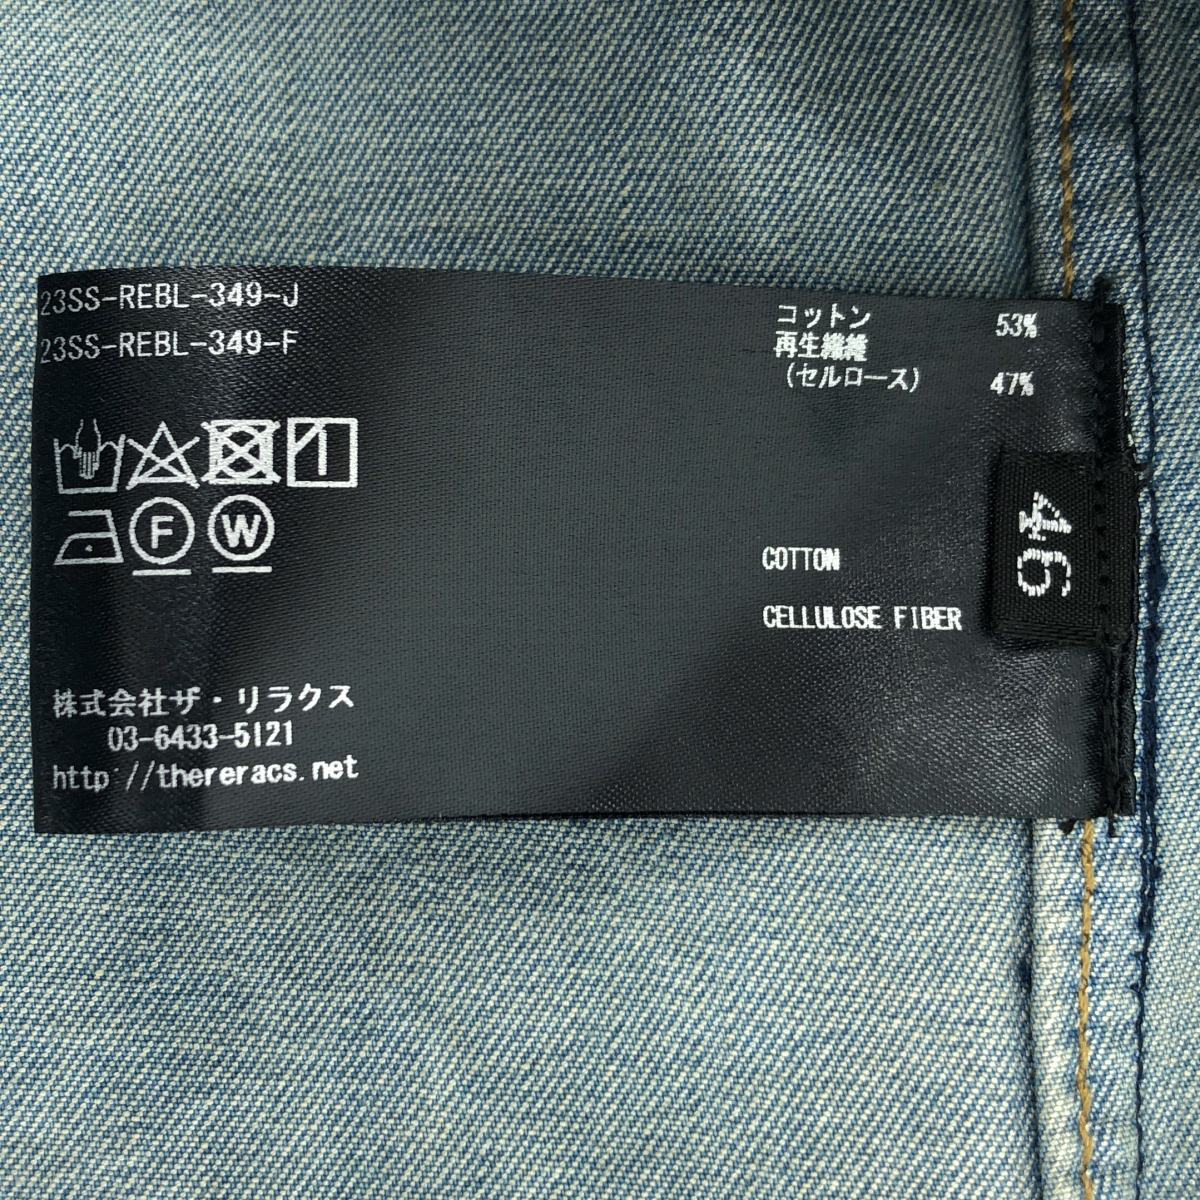 23SS-REBL-349-J
23SS-REBL-349-F
コットン 53%
再生繊維
(セルロース) 47%
F W
COTTON
CELLULOSE FIBER
46
株式会社ザ・リラクス
03-6433-5121
http://thereracs.net